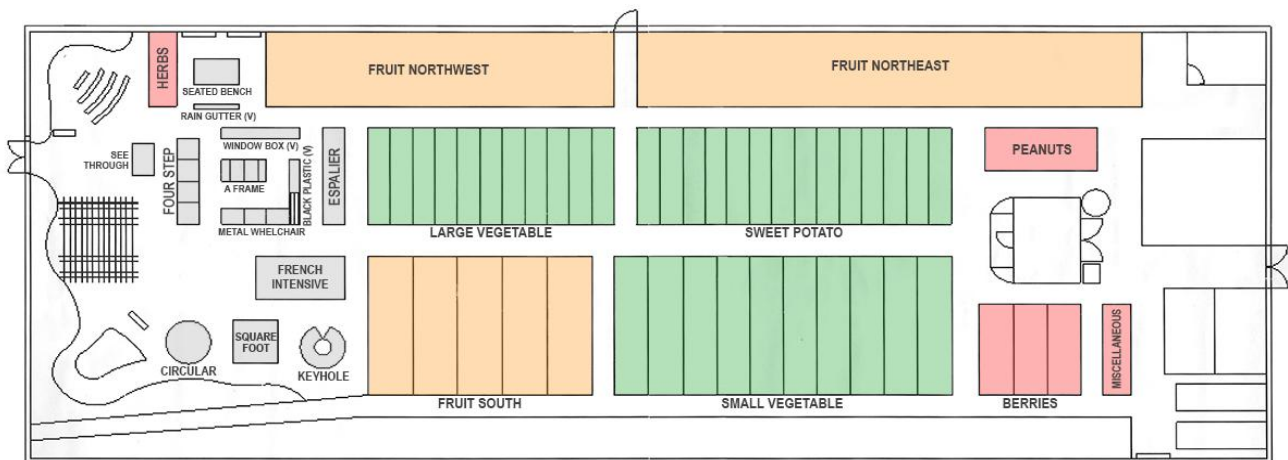 HERBS
SEATED BENCH
RAIN GUTTER (V)
FRUIT NORTHWEST
FRUIT NORTHEAST
SEE
THROUGH
FOUR STEP
WINDOW BOX (V)
A FRAME
BLACK PLASTIC (V)
METAL WHELCHAIR
ESPALIER
LARGE VEGETABLE
SWEET POTATO
PEANUTS
FRENCH
INTENSIVE
CIRCULAR
SQUARE
FOOT
KEYHOLE
FRUIT SOUTH
SMALL VEGETABLE
BERRIES
MISCELLANEOUS